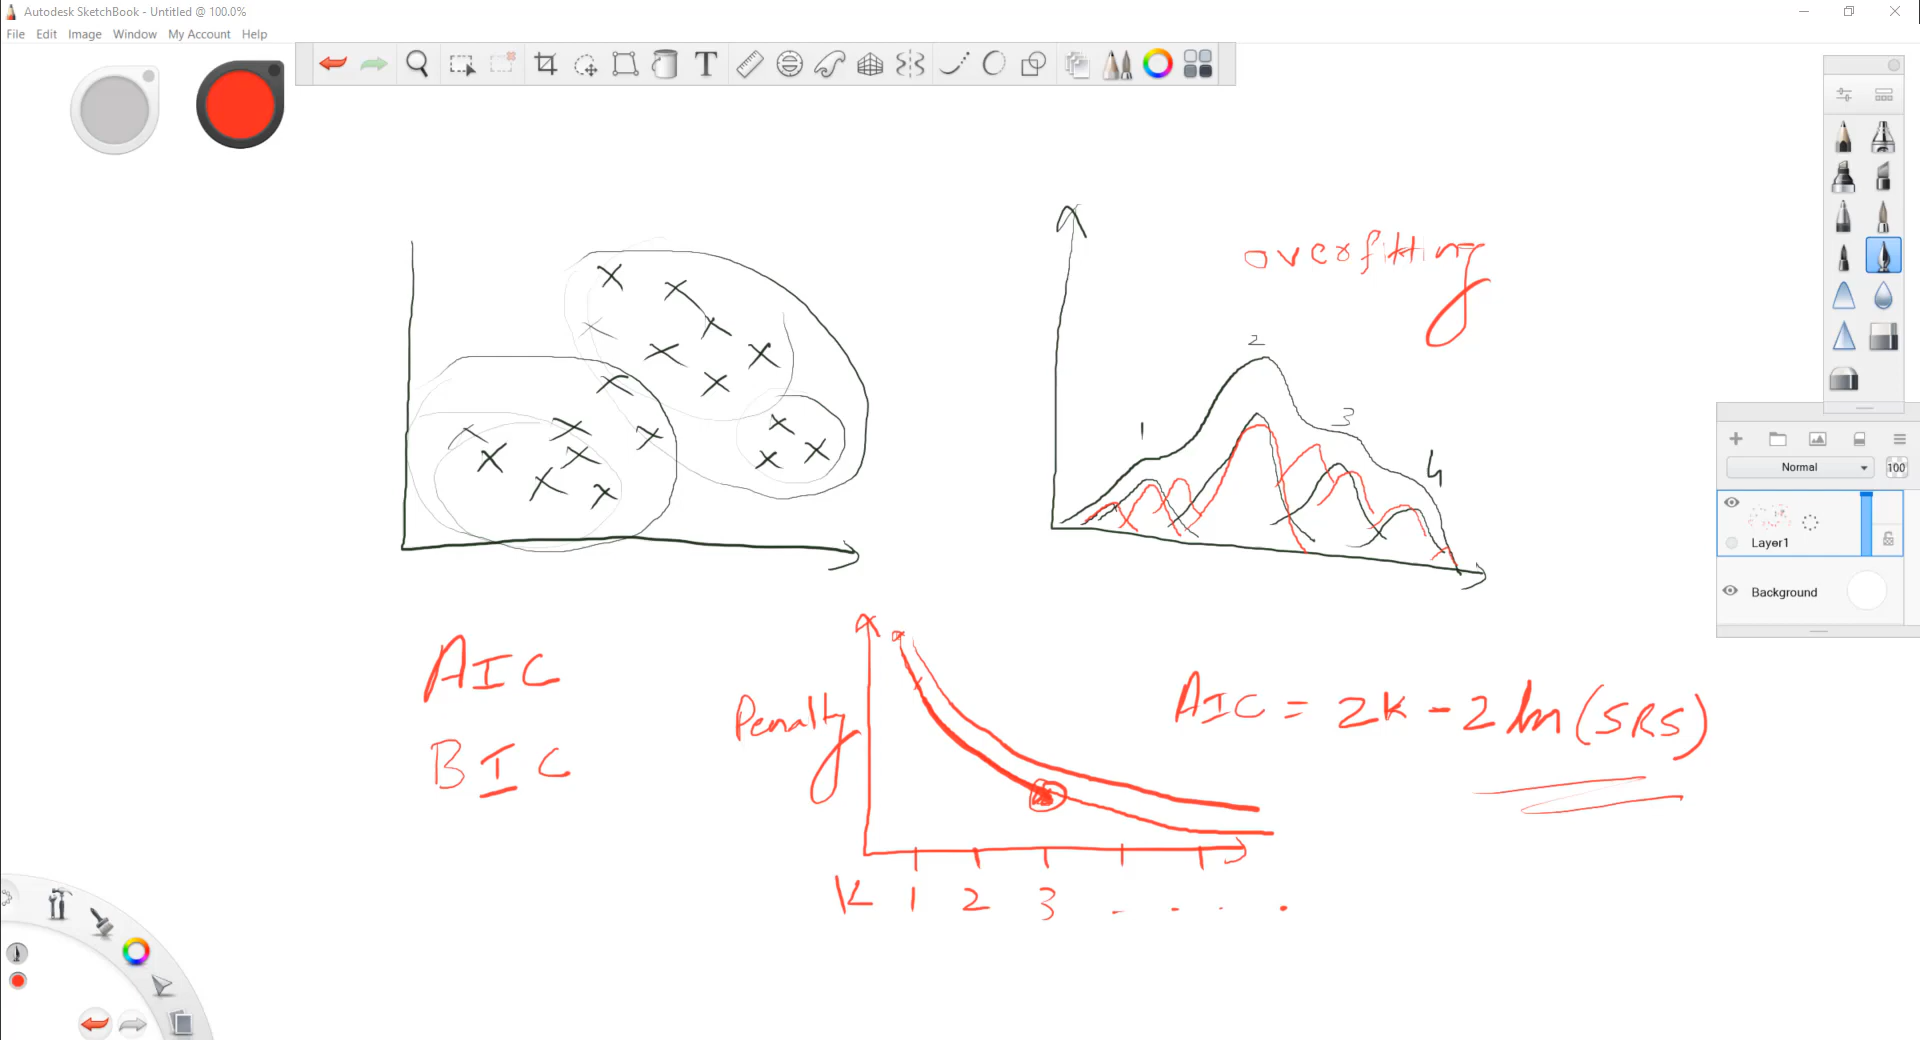 Autodesk SketchBook - Untitled @ 100.0%
File Edit Image Window My Account Help
T
overfitting
2
1
3
4
Normal
100
Layer1
Background
AIC
BIC
Penalty
AIC = 2K - 2 ln (SRS)
K 1 2 3 . . . .